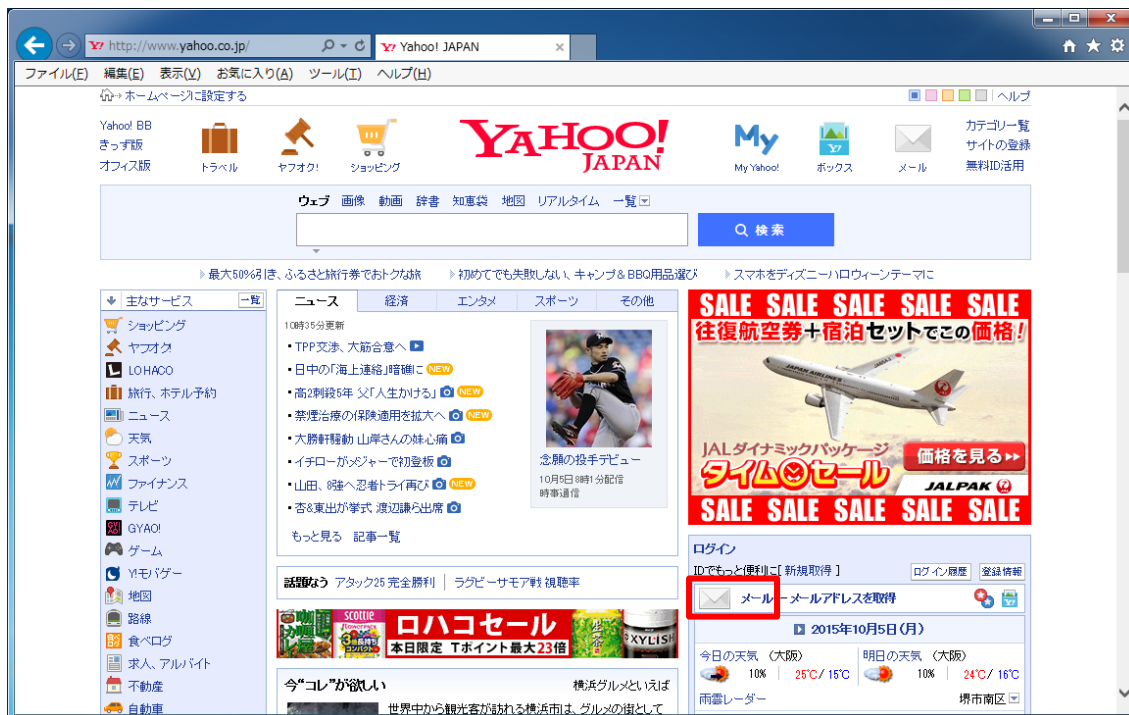 http://www.yahoo.co.jp/
Yahoo! JAPAN
ファイル(F) 編集(E) 表示(V) お気に入り(A) ツール(T) ヘルプ(H)
ホームページに設定する
ヘルプ
Yahoo! BB
きっず版
オフィス版
トラベル
ヤフオク!
ショッピング
YAHOO!
JAPAN
My
My Yahoo!
Y!
ボックス
メール
カテゴリ一覧
サイトの登録
無料ID活用
ウェブ 画像 動画 辞書 知恵袋 地図 リアルタイム 一覧
検索
最大50%引き、ふるさと旅行券でおトクな旅
初めてでも失敗しない、キャンプ&BBQ用品選び
スマホをディズニーハロウィーンテーマに
主なサービス 一覧
ショッピング
ヤフオク!
LOHACO
旅行、ホテル予約
ニュース
天気
スポーツ
ファイナンス
テレビ
GYAO!
ゲーム
Y!モバゲー
地図
路線
食べログ
求人、アルバイト
不動産
自動車
ニュース 経済 エンタメ スポーツ その他
10時35分更新
TPP交渉、大筋合意へ
日中の「海上連絡」暗礁に NEW
高2刺殺5年 父「人生かける」 NEW
禁煙治療の保険適用を拡大へ NEW
大勝軒騒動 山岸さんの妹心痛
イチローがメジャーで初登板
山田、8強へ忍者トライ再び NEW
杏&東出が挙式 渡辺謙ら出席
もっと見る 記事一覧
念願の投手デビュー
10月5日 8時1分配信
時事通信
話題なう アタック25 完全勝利 ラグビーサモア戦 視聴率
scottie
ロハコセール
本日限定 Tポイント最大23倍
生茶
XYLISH
今“コレ”が欲しい 横浜グルメといえば
世界中から観光客が訪れる横浜市は、グルメの街として
SALE SALE SALE SALE SALE
往復航空券+宿泊セットでこの価格!
JAPAN AIRLINES
JALダイナミックパッケージ
タイムセール
価格を見る
JALPAK
SALE SALE SALE SALE SALE
ログイン
IDでもっと便利に[ 新規取得 ] ログイン履歴 登録情報
メール - メールアドレスを取得
2015年10月5日(月)
今日の天気 (大阪) 明日の天気 (大阪)
10% 25℃/ 15℃ 10% 24℃/ 16℃
雨雲レーダー 堺市南区